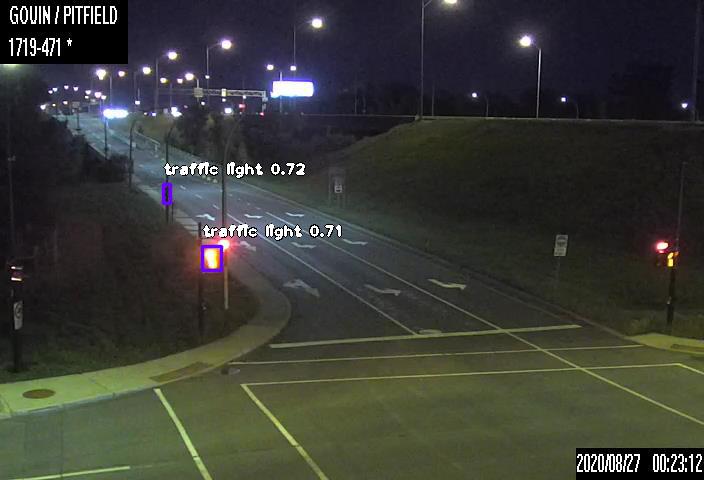 GOUIN / PITFIELD
1719-471 *
traffic light 0.72
traffic light 0.71
2020/08/27 00:23:12